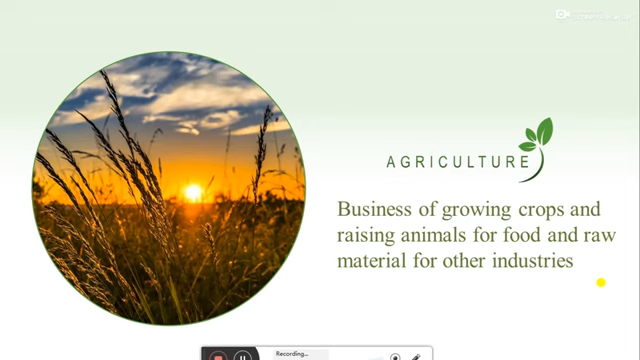 AGRICULTURE
Business of growing crops and
raising animals for food and raw
material for other industries
Recording...